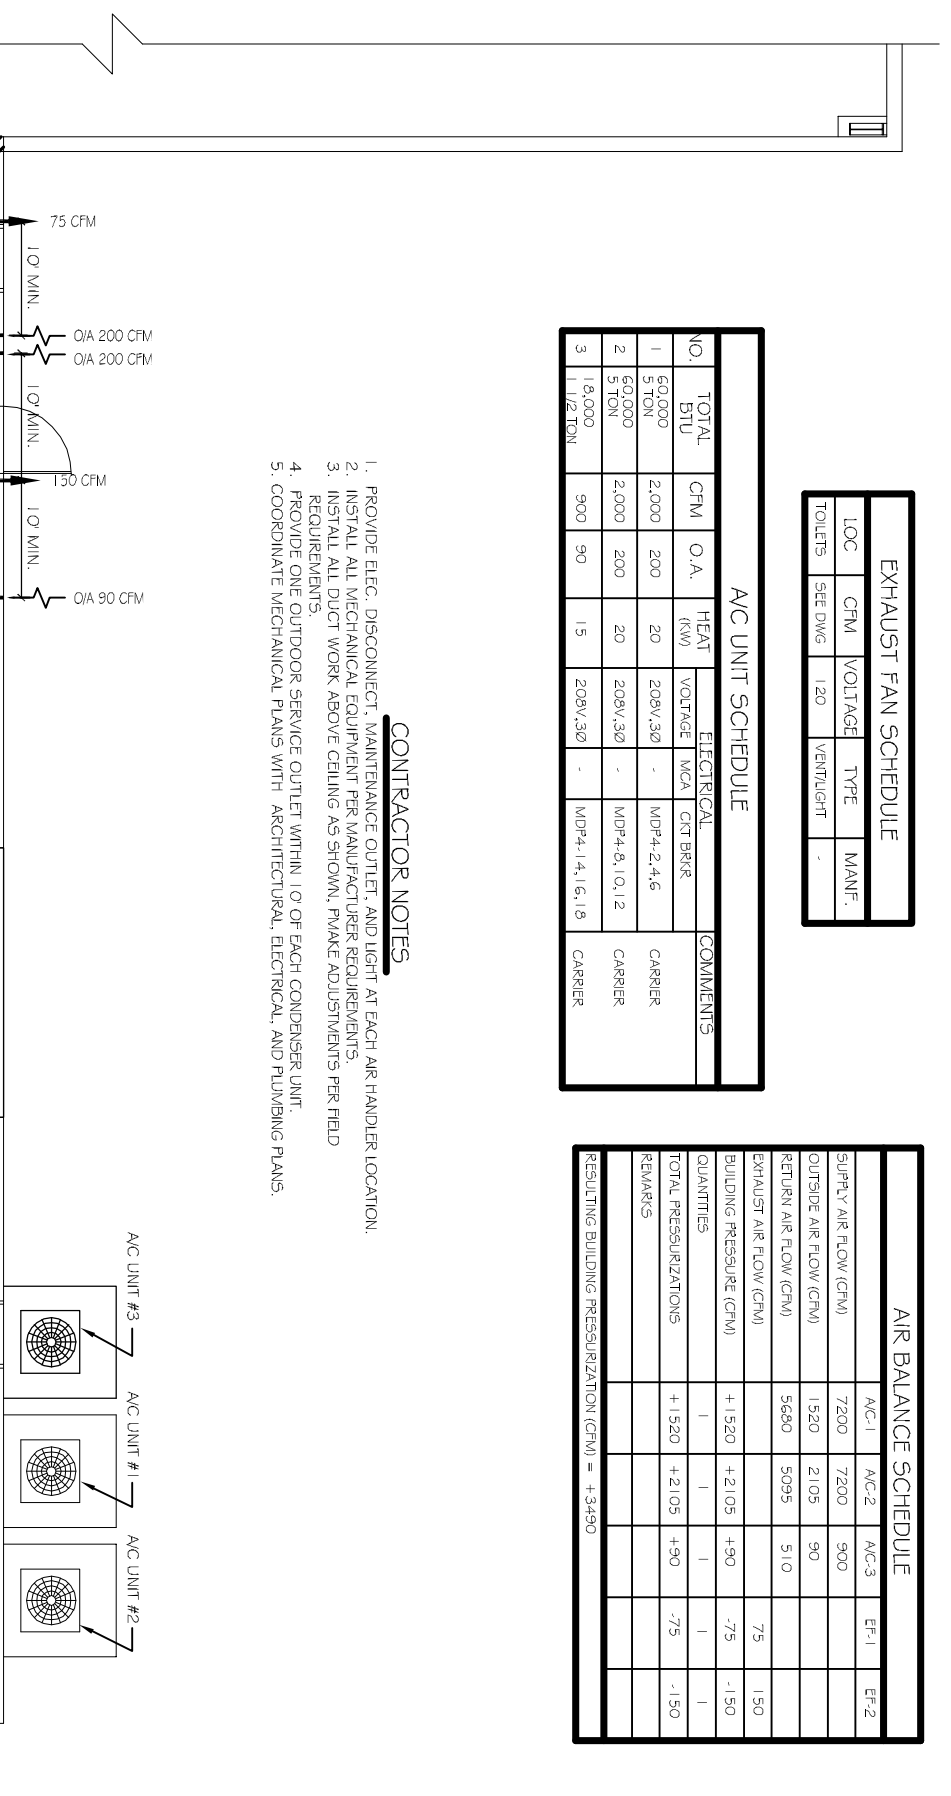 EXHAUST FAN SCHEDULE
LOC CFM VOLTAGE TYPE MANF.
TOILETS SEE DWG 120 VENT/LIGHT -
A/C UNIT SCHEDULE
NO. TOTAL BTU CFM O.A. HEAT (KW) ELECTRICAL COMMENTS
VOLTAGE MCA CKT BRKR
1 60,000 5 TON 2,000 200 20 208V,3Ø - MDP4-2,4,6 CARRIER
2 60,000 5 TON 2,000 200 20 208V,3Ø - MDP4-8,10,12 CARRIER
3 18,000 1 1/2 TON 900 90 15 208V,3Ø - MDP4-14,16,18 CARRIER
AIR BALANCE SCHEDULE
A/C-1 A/C-2 A/C-3 EF-1 EF-2
SUPPLY AIR FLOW (CFM) 7200 7200 900
OUTSIDE AIR FLOW (CFM) 1520 2105 90
RETURN AIR FLOW (CFM) 5680 5095 510
EXHAUST AIR FLOW (CFM) 75 150
BUILDING PRESSURE (CFM) +1520 +2105 +90 -75 -150
QUANTITIES 1 1 1 1 1
TOTAL PRESSURIZATIONS +1520 +2105 +90 -75 -150
REMARKS
RESULTING BUILDING PRESSURIZATION (CFM) = +3490
CONTRACTOR NOTES
1. PROVIDE ELEC. DISCONNECT, MAINTENANCE OUTLET, AND LIGHT AT EACH AIR HANDLER LOCATION.
2. INSTALL ALL MECHANICAL EQUIPMENT PER MANUFACTURER REQUIREMENTS.
3. INSTALL ALL DUCT WORK ABOVE CEILING AS SHOWN, PMAKE ADJUSTMENTS PER FIELD
REQUIREMENTS.
4. PROVIDE ONE OUTDOOR SERVICE OUTLET WITHIN 10' OF EACH CONDENSER UNIT.
5. COORDINATE MECHANICAL PLANS WITH ARCHITECTURAL, ELECTRICAL, AND PLUMBING PLANS.
75 CFM
10' MIN.
O/A 200 CFM
O/A 200 CFM
10' MIN.
150 CFM
10' MIN.
O/A 90 CFM
A/C UNIT #3
A/C UNIT #1
A/C UNIT #2